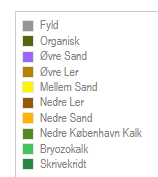 Fyld
Organisk
Øvre Sand
Øvre Ler
Mellem Sand
Nedre Ler
Nedre Sand
Nedre København Kalk
Bryozokalk
Skrivekridt